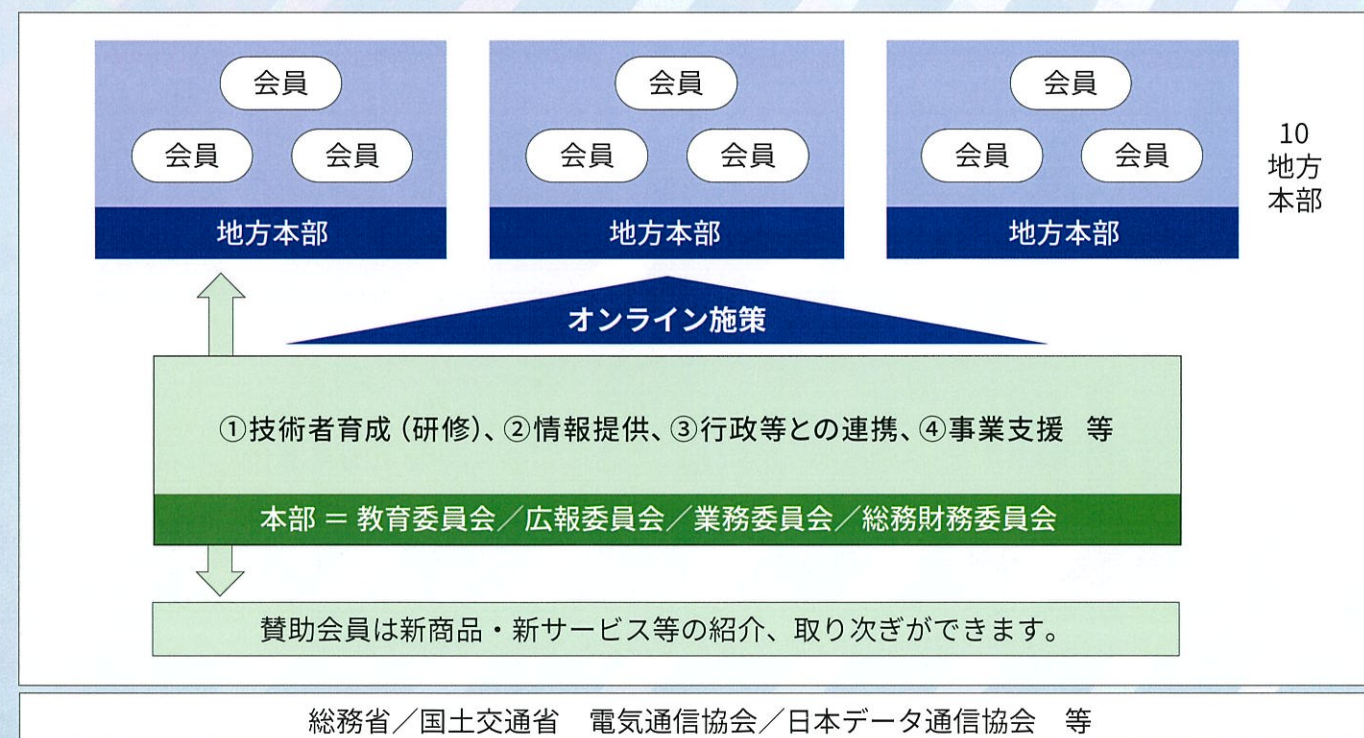 会員
会員
会員
会員 会員
会員 会員
会員 会員
10
地方
本部
地方本部
地方本部
地方本部
オンライン施策
①技術者育成（研修）、②情報提供、③行政等との連携、④事業支援　等
本部 ＝ 教育委員会／広報委員会／業務委員会／総務財務委員会
賛助会員は新商品・新サービス等の紹介、取り次ぎができます。
総務省／国土交通省　電気通信協会／日本データ通信協会　等